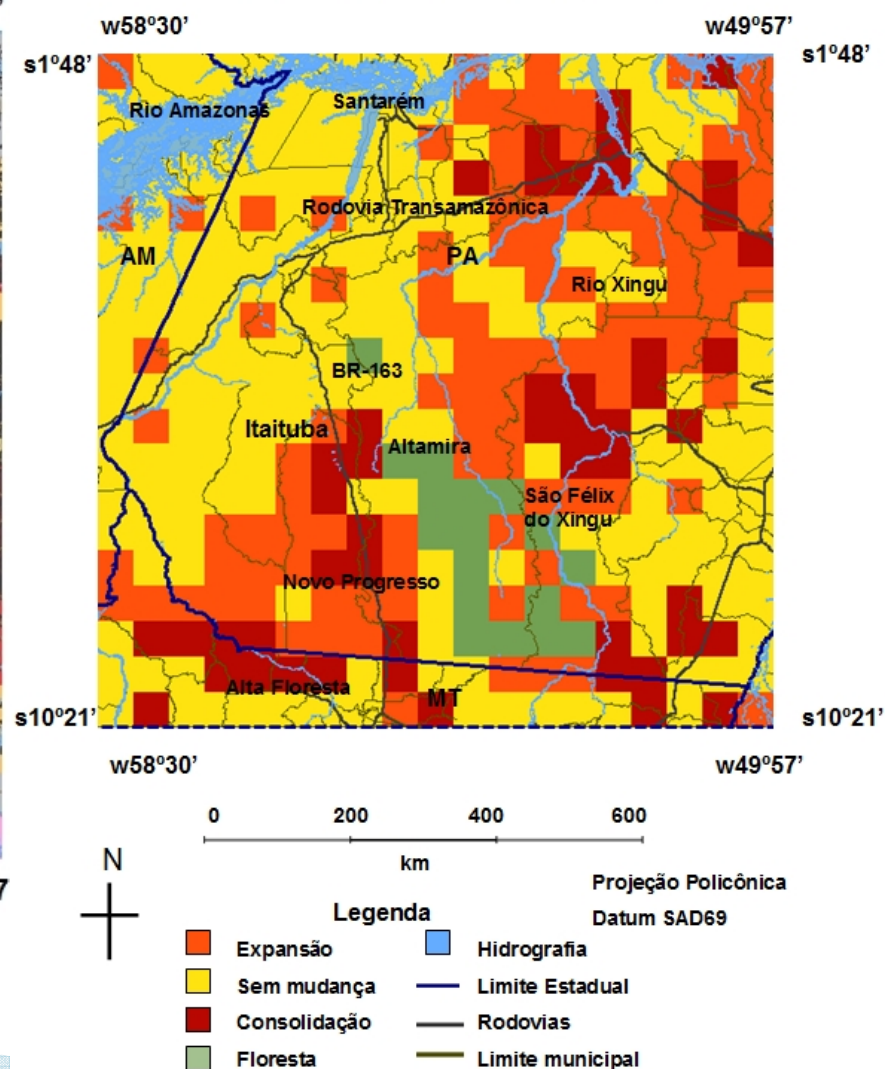 w58º30’ w49º57’
s1º48’ s1º48’
Rio Amazonas Santarém
Rodovia Transamazônica
AM PA
Rio Xingu
BR-163
Itaituba
Altamira
São Félix
do Xingu
Novo Progresso
Alta Floresta
MT
s10º21’ s10º21’
w58º30’ w49º57’
0 200 400 600
km
N
Projeção Policônica
Datum SAD69
7
Legenda
Expansão Hidrografia
Sem mudança Limite Estadual
Consolidação Rodovias
Floresta Limite municipal